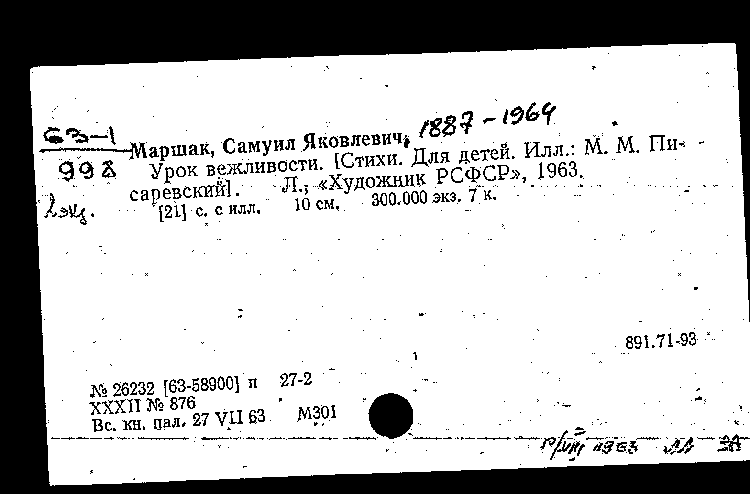 63-1
998
2 экз.
Маршак, Самуил Яковлевич, 1887-1964
Урок вежливости. [Стихи. Для детей. Илл.: М. М. Пи-
саревский]. Л., «Художник РСФСР», 1963.
[21] с. с илл. 10 см. 300.000 экз. 7 к.
891.71-93
№ 26232 [63-58900] п 27-2
XXXII № 876
Вс. кн. пал. 27 VII 63 М301
1963